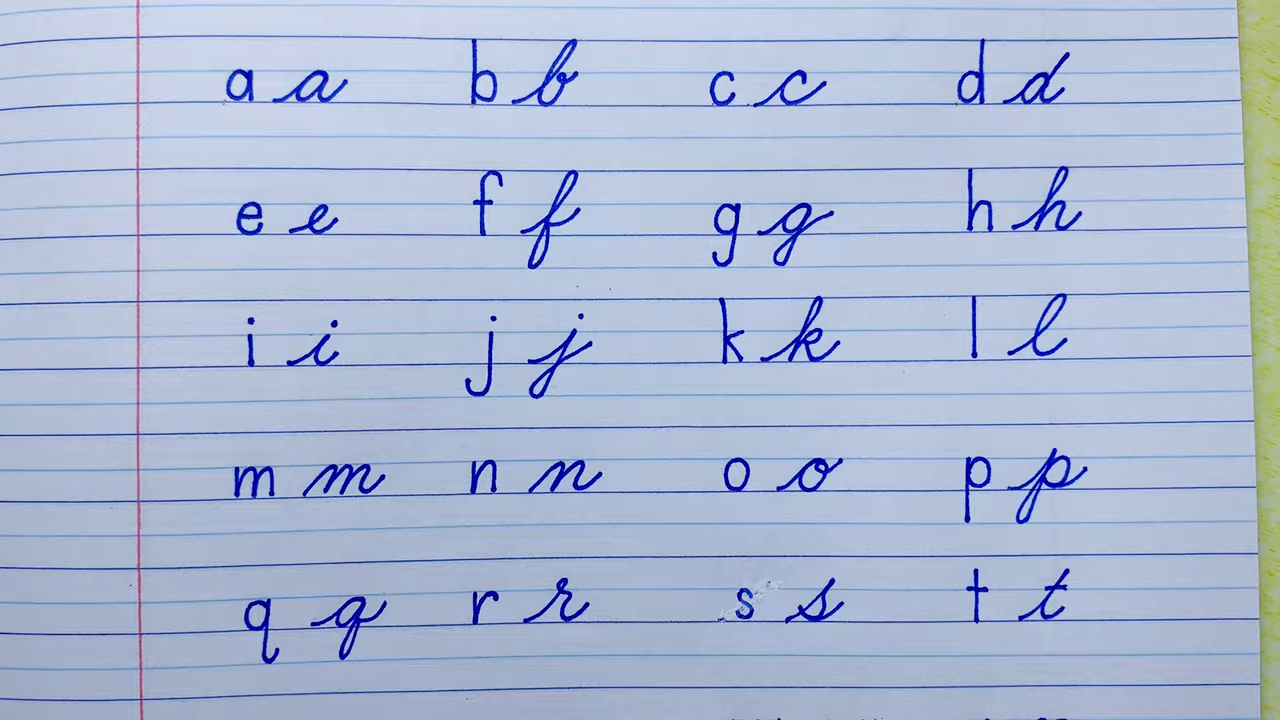 a a b b c c d d
e e f f g g h h
i i j j k k l l
m m n n o o p p
q q r r s s t t